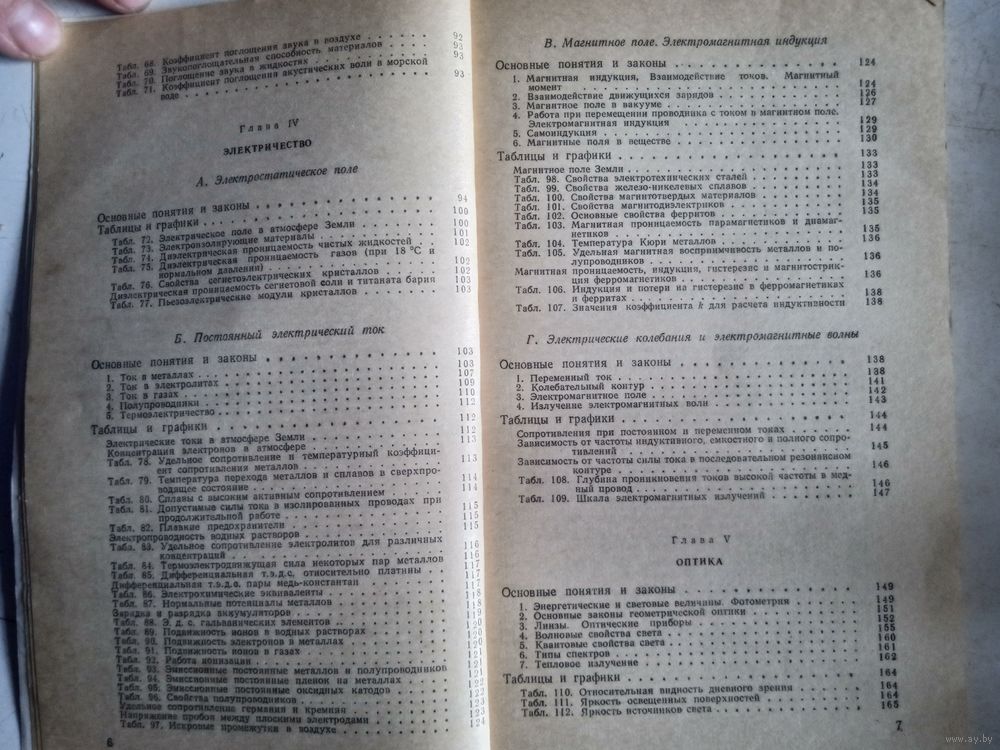 Табл. 68. Коэффициент поглощения звука в воздухе . . . 92
Табл. 69. Звукопоглощательная способность материалов . . . 93
Табл. 70. Поглощение звука в жидкостях . . . 93
Табл. 71. Коэффициент поглощения акустических волн в морской
воде . . . 93
Глава IV
ЭЛЕКТРИЧЕСТВО
А. Электростатическое поле
Основные понятия и законы . . . 94
Таблицы и графики . . . 100
Табл. 72. Электрическое поле в атмосфере Земли . . . 100
Табл. 73. Электроизолирующие материалы . . . 101
Табл. 74. Диэлектрическая проницаемость чистых жидкостей . . . 102
Табл. 75. Диэлектрическая проницаемость газов (при 18 °C и
нормальном давлении) . . . 102
Табл. 76. Свойства сегнетоэлектрических кристаллов . . . 102
Диэлектрическая проницаемость сегнетовой соли и титаната бария 103
Табл. 77. Пьезоэлектрические модули кристаллов . . . 103
Б. Постоянный электрический ток
Основные понятия и законы . . . 103
1. Ток в металлах . . . 103
2. Ток в электролитах . . . 107
3. Ток в газах . . . 109
4. Полупроводники . . . 110
5. Термоэлектричество . . . 112
Таблицы и графики . . . 112
Электрические токи в атмосфере Земли . . . 112
Концентрация электронов в атмосфере . . . 113
Табл. 78. Удельное сопротивление и температурный коэффици-
ент сопротивления металлов . . . 113
Табл. 79. Температура перехода металлов и сплавов в сверхпро-
водящее состояние . . . 114
Табл. 80. Сплавы с высоким активным сопротивлением . . . 114
Табл. 81. Допустимые силы тока в изолированных проводах при
продолжительной работе . . . 115
Табл. 82. Плавкие предохранители . . . 115
Электропроводность водных растворов . . . 115
Табл. 83. Удельное сопротивление электролитов для различных
концентраций . . . 116
Табл. 84. Термоэлектродвижущая сила некоторых пар металлов 116
Табл. 85. Дифференциальная т.э.д.с. относительно платины . . 117
Дифференциальная т.э.д.с. пары медь-константан . . . 117
Табл. 86. Электрохимические эквиваленты . . . 117
Табл. 87. Нормальные потенциалы металлов . . . 118
Зарядка и разрядка аккумуляторов . . . 118
Табл. 88. Э. д. с. гальванических элементов . . . 119
Табл. 89. Подвижность ионов в водных растворах . . . 120
Табл. 90. Подвижность электронов в металлах . . . 120
Табл. 91. Подвижность ионов в газах . . . 120
Табл. 92. Работа ионизации . . . 121
Табл. 93. Эмиссионные постоянные металлов и полупроводников 121
Табл. 94. Эмиссионные постоянные пленок на металлах . . . 121
Табл. 95. Эмиссионные постоянные оксидных катодов . . . 122
Табл. 96. Свойства полупроводников . . . 122
Удельное сопротивление германия и кремния . . . 123
Напряжение пробоя между плоскими электродами . . . 123
Табл. 97. Искровые промежутки в воздухе . . . 124
6
В. Магнитное поле. Электромагнитная индукция
Основные понятия и законы . . . 124
1. Магнитная индукция, Взаимодействие токов. Магнитный
момент . . . 124
2. Взаимодействие движущихся зарядов . . . 126
3. Магнитное поле в вакууме . . . 127
4. Работа при перемещении проводника с током в магнитном поле.
Электромагнитная индукция . . . 129
5. Самоиндукция . . . 129
6. Магнитные поля в веществе . . . 130
Таблицы и графики . . . 133
Магнитное поле Земли . . . 133
Табл. 98. Свойства электротехнических сталей . . . 133
Табл. 99. Свойства железо-никелевых сплавов . . . 134
Табл. 100. Свойства магнитотвердых материалов . . . 134
Табл. 101. Свойства магнитодиэлектриков . . . 135
Табл. 102. Основные свойства ферритов . . . 135
Табл. 103. Магнитная проницаемость парамагнетиков и диамаг-
нетиков . . . 135
Табл. 104. Температура Кюри металлов . . . 136
Табл. 105. Удельная магнитная восприимчивость металлов и по-
лупроводников . . . 136
Магнитная проницаемость, индукция, гистерезис и магнитострик-
ция ферромагнетиков . . . 136
Табл. 106. Индукция и потери на гистерезис в ферромагнетиках
и ферритах . . . 138
Табл. 107. Значения коэффициента k для расчета индуктивности 138
Г. Электрические колебания и электромагнитные волны
Основные понятия и законы . . . 138
1. Переменный ток . . . 138
2. Колебательный контур . . . 141
3. Электромагнитное поле . . . 142
4. Излучение электромагнитных волн . . . 143
Таблицы и графики . . . 144
Сопротивления при постоянном и переменном токах . . . 144
Зависимость от частоты индуктивного, емкостного и полного сопро-
тивлений . . . 145
Зависимость от частоты силы тока в последовательном резонансном
контуре . . . 146
Табл. 108. Глубина проникновения токов высокой частоты в мед-
ный провод . . . 146
Табл. 109. Шкала электромагнитных излучений . . . 147
Глава V
ОПТИКА
Основные понятия и законы . . . 149
1. Энергетические и световые величины. Фотометрия . . . 149
2. Основные законы геометрической оптики . . . 151
3. Линзы. Оптические приборы . . . 152
4. Волновые свойства света . . . 155
5. Квантовые свойства света . . . 160
6. Типы спектров . . . 161
7. Тепловое излучение . . . 162
Таблицы и графики . . . 164
Табл. 110. Относительная видность дневного зрения . . . 164
Табл. 111. Яркость освещенных поверхностей . . . 164
Табл. 112. Яркость источников света . . . 165
7
www.ay.by